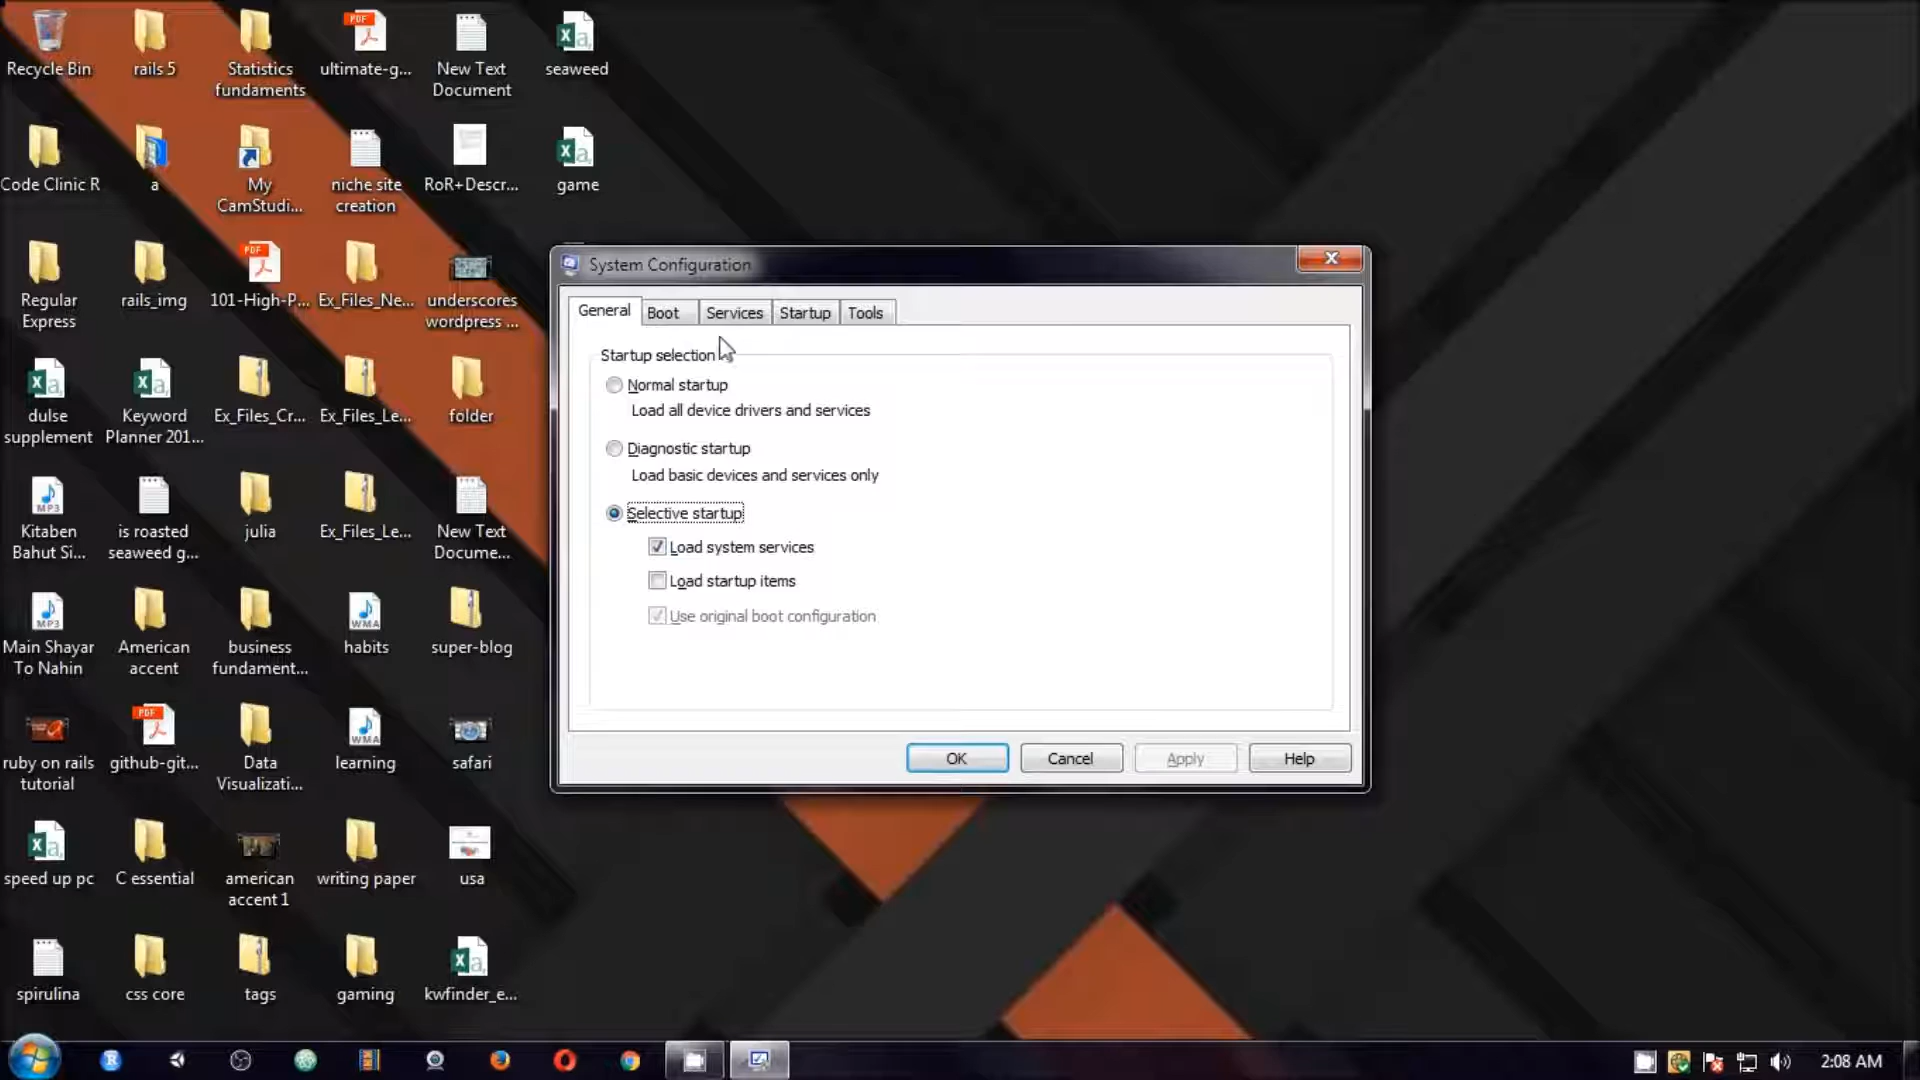 Recycle Bin
rails 5
Statistics
fundaments
ultimate-g...
New Text
Document
seaweed
Code Clinic R
a
My
CamStudi...
niche site
creation
RoR+Descr...
game
Regular
Express
rails_img
101-High-P...
Ex_Files_Ne...
underscores
wordpress ...
dulse
supplement
Keyword
Planner 201...
Ex_Files_Cr...
Ex_Files_Le...
folder
Kitaben
Bahut Si...
is roasted
seaweed g...
julia
Ex_Files_Le...
New Text
Docume...
Main Shayar
To Nahin
American
accent
business
fundament...
habits
super-blog
ruby on rails
tutorial
github-git...
Data
Visualizati...
learning
safari
speed up pc
C essential
american
accent 1
writing paper
usa
spirulina
css core
tags
gaming
kwfinder_e...
System Configuration
General
Boot
Services
Startup
Tools
Startup selection
Normal startup
Load all device drivers and services
Diagnostic startup
Load basic devices and services only
Selective startup
Load system services
Load startup items
Use original boot configuration
OK
Cancel
Apply
Help
2:08 AM